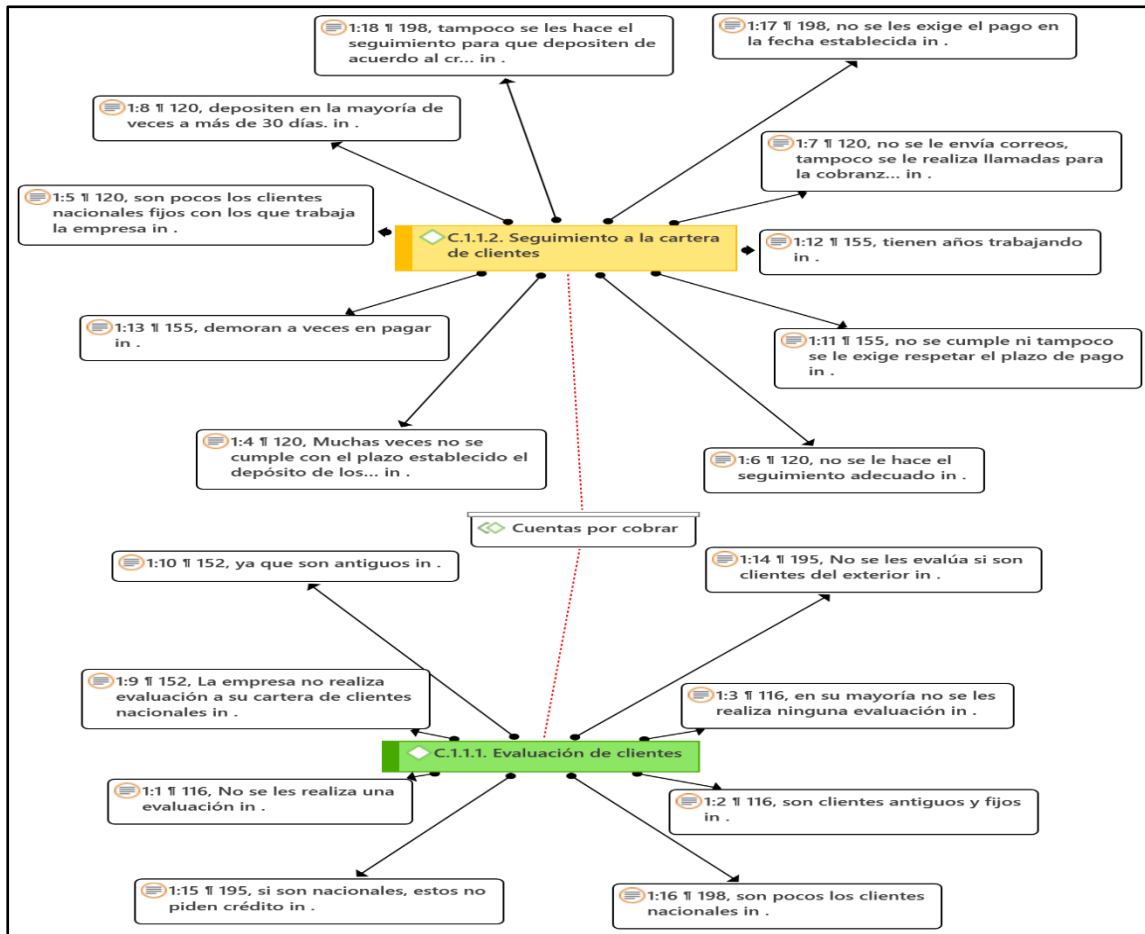 1:18 ¶ 198, tampoco se les hace el
seguimiento para que depositen de
acuerdo al cr... in .
1:17 ¶ 198, no se les exige el pago en
la fecha establecida in .
1:8 ¶ 120, depositen en la mayoría de
veces a más de 30 días. in .
1:7 ¶ 120, no se le envía correos,
tampoco se le realiza llamadas para
la cobranz... in .
1:5 ¶ 120, son pocos los clientes
nacionales fijos con los que trabaja
la empresa in .
C.1.1.2. Seguimiento a la cartera
de clientes
1:12 ¶ 155, tienen años trabajando
in .
1:13 ¶ 155, demoran a veces en pagar
in .
1:11 ¶ 155, no se cumple ni tampoco
se le exige respetar el plazo de pago
in .
1:4 ¶ 120, Muchas veces no se
cumple con el plazo establecido el
depósito de los... in .
1:6 ¶ 120, no se le hace el
seguimiento adecuado in .
Cuentas por cobrar
1:10 ¶ 152, ya que son antiguos in .
1:14 ¶ 195, No se les evalúa si son
clientes del exterior in .
1:9 ¶ 152, La empresa no realiza
evaluación a su cartera de clientes
nacionales in .
1:3 ¶ 116, en su mayoría no se les
realiza ninguna evaluación in .
C.1.1.1. Evaluación de clientes
1:1 ¶ 116, No se les realiza una
evaluación in .
1:2 ¶ 116, son clientes antiguos y fijos
in .
1:15 ¶ 195, si son nacionales, estos no
piden crédito in .
1:16 ¶ 198, son pocos los clientes
nacionales in .